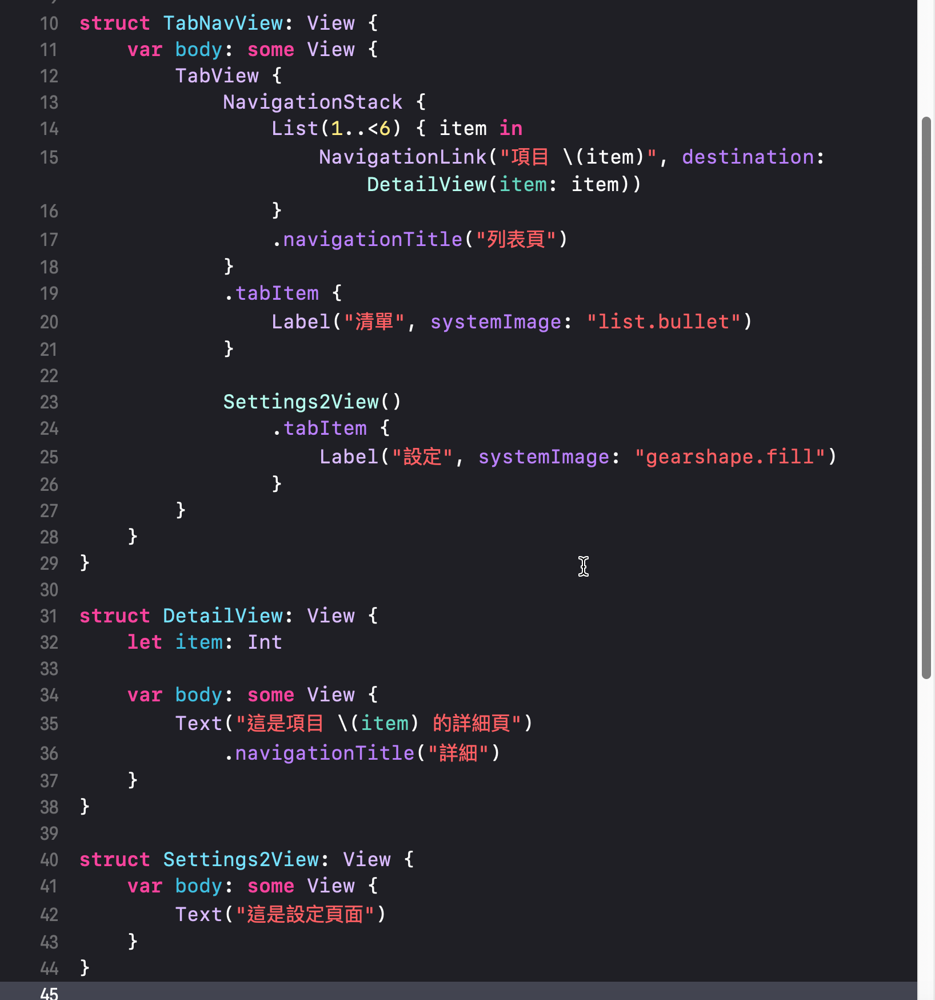 10 struct TabNavView: View {
11     var body: some View {
12         TabView {
13             NavigationStack {
14                 List(1..<6) { item in
15                     NavigationLink("項目 \(item)", destination:
                        DetailView(item: item))
16                 }
17                 .navigationTitle("列表頁")
18             }
19             .tabItem {
20                 Label("清單", systemImage: "list.bullet")
21             }
22
23             Settings2View()
24                 .tabItem {
25                     Label("設定", systemImage: "gearshape.fill")
26                 }
27         }
28     }
29 }
30
31 struct DetailView: View {
32     let item: Int
33
34     var body: some View {
35         Text("這是項目 \(item) 的詳細頁")
36             .navigationTitle("詳細")
37     }
38 }
39
40 struct Settings2View: View {
41     var body: some View {
42         Text("這是設定頁面")
43     }
44 }
45